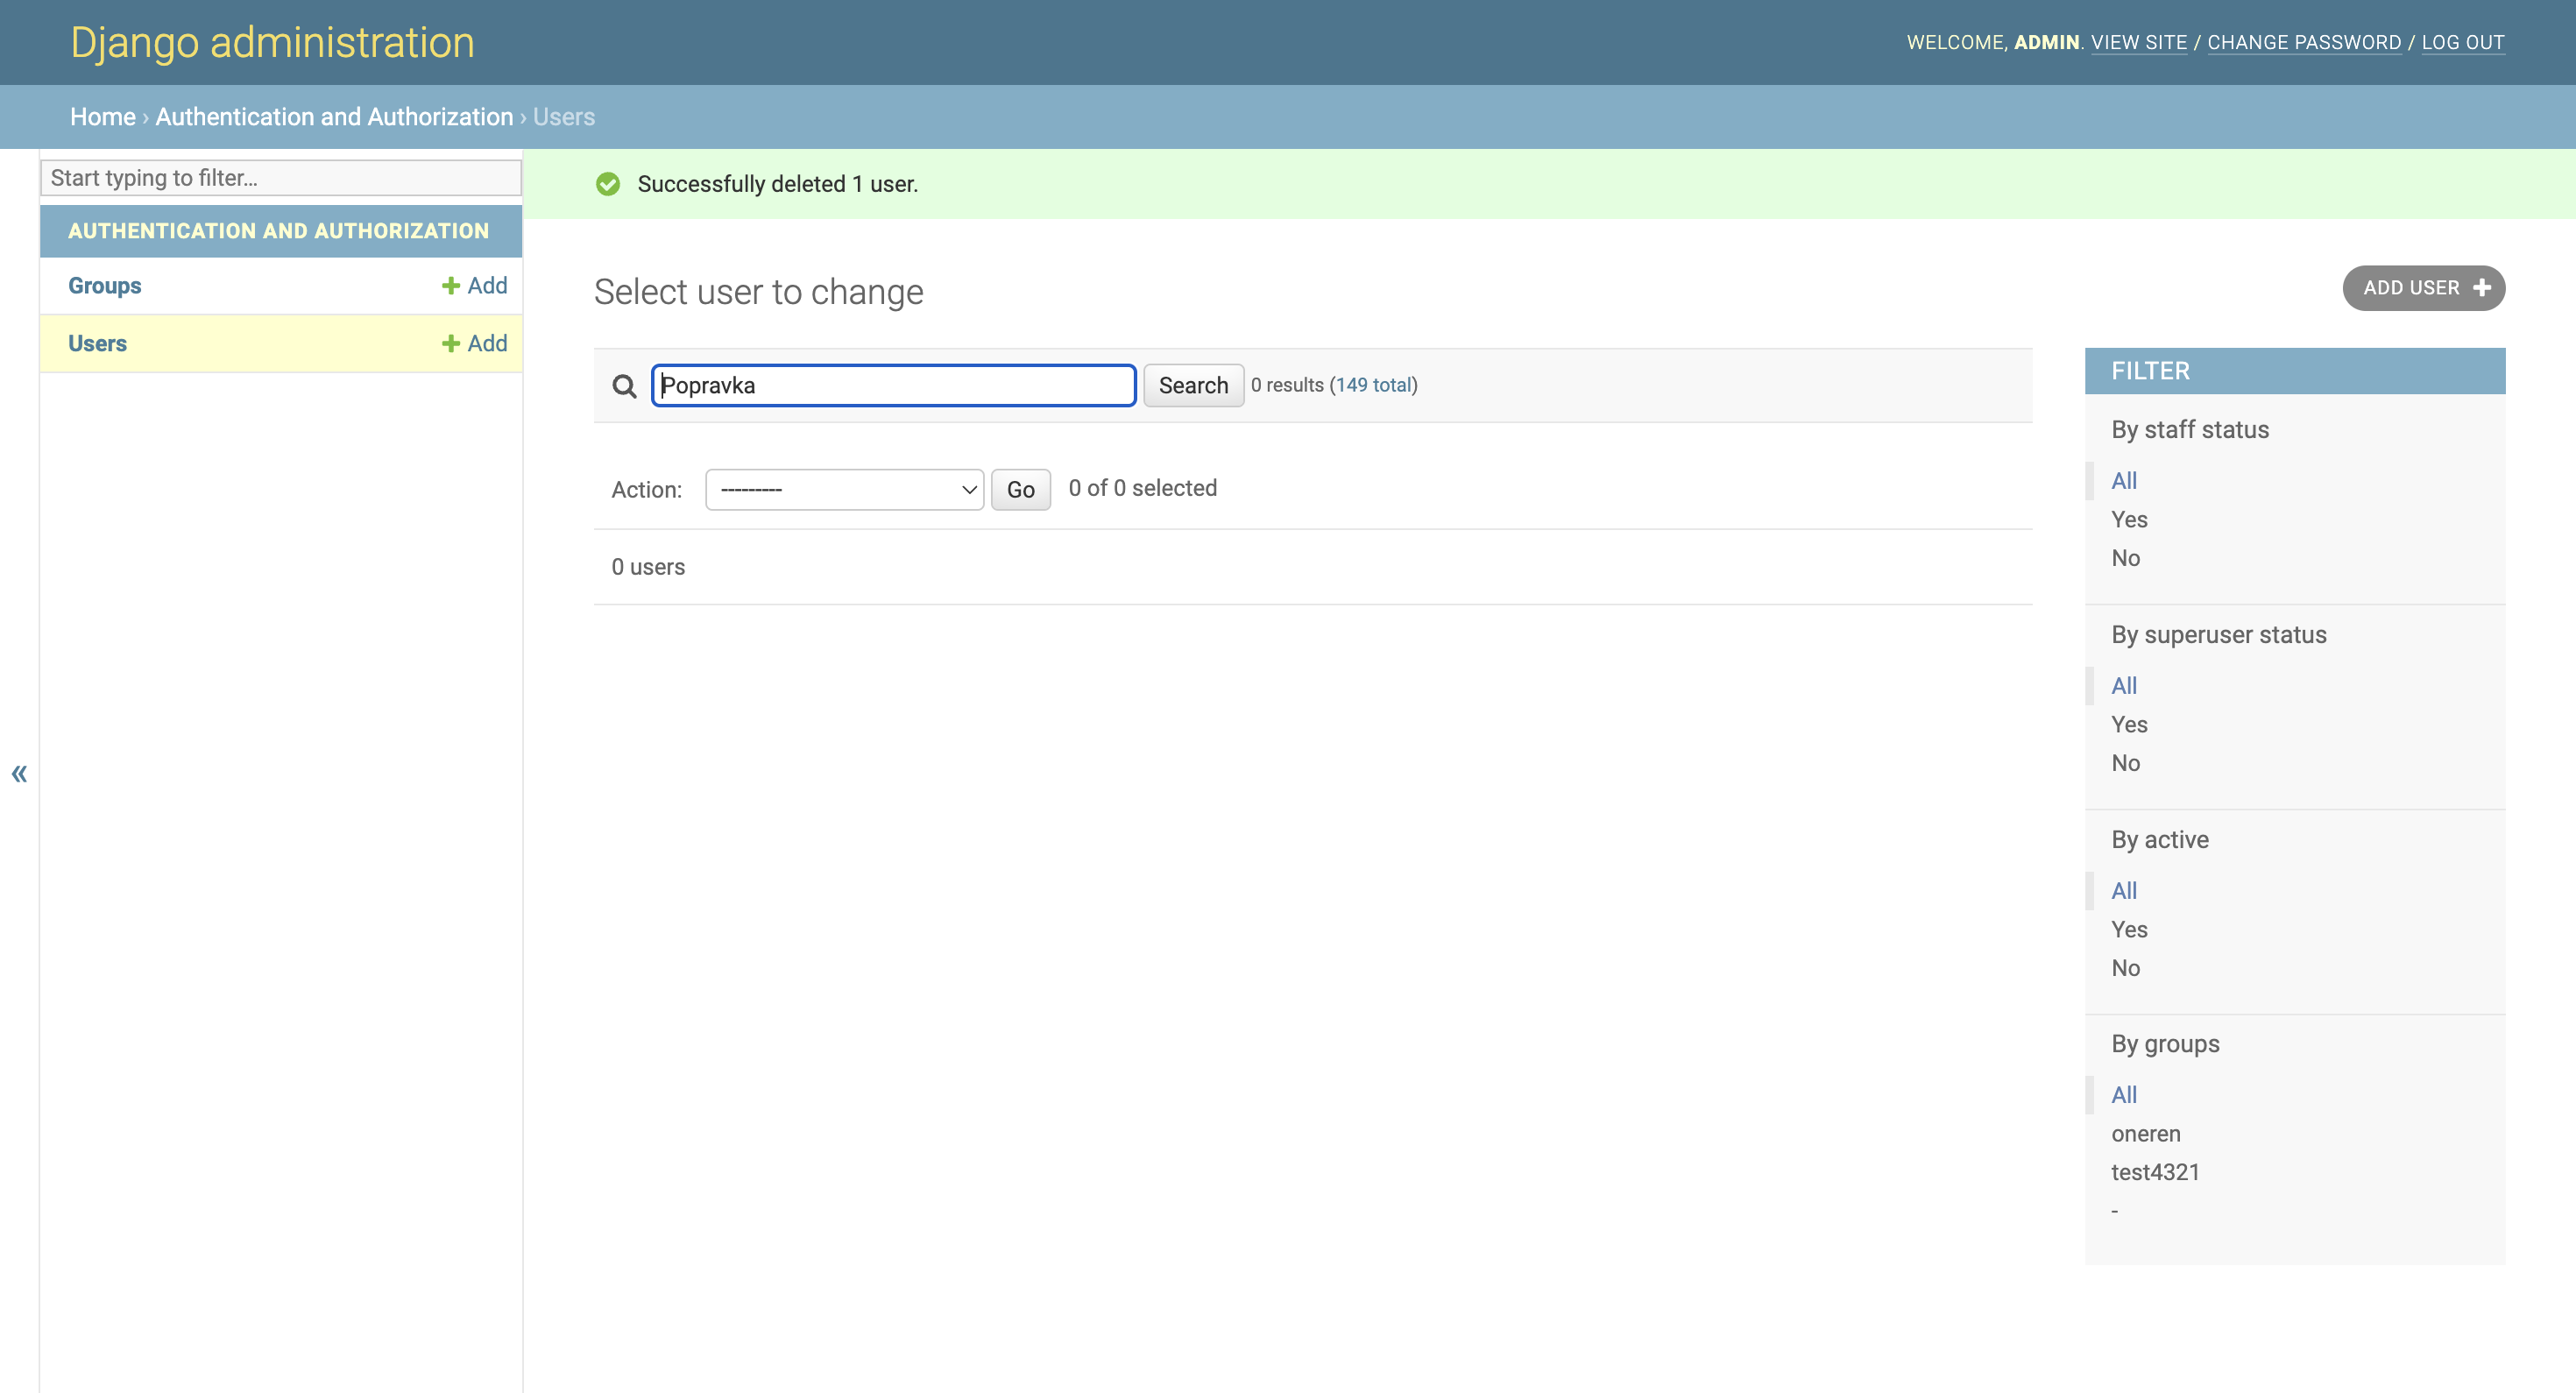 Django administration
WELCOME, ADMIN. VIEW SITE / CHANGE PASSWORD / LOG OUT
Home › Authentication and Authorization › Users
Start typing to filter...
AUTHENTICATION AND AUTHORIZATION
Groups + Add
Users + Add
«
Successfully deleted 1 user.
Select user to change
ADD USER +
Popravka Search 0 results (149 total)
Action: --------- Go 0 of 0 selected
0 users
FILTER
By staff status
All
Yes
No
By superuser status
All
Yes
No
By active
All
Yes
No
By groups
All
oneren
test4321
-